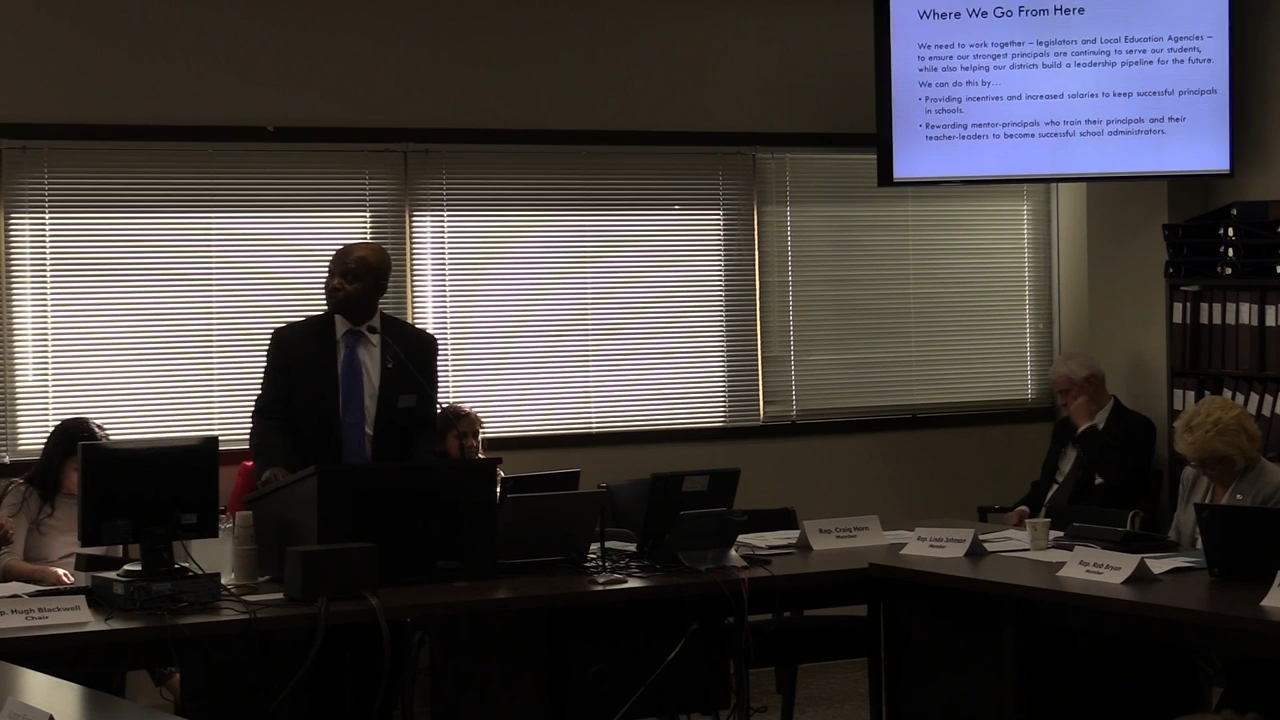 Where We Go From Here
We need to work together – legislators and Local Education Agencies –
to ensure our strongest principals are continuing to serve our students,
while also helping our districts build a leadership pipeline for the future.
We can do this by...
• Providing incentives and increased salaries to keep successful principals
in schools.
• Rewarding mentor-principals who train their principals and their
teacher-leaders to become successful school administrators.
Rep. Craig Horn
Member
Rep. Linda Johnson
Member
Rep. Rob Bryan
Member
p. Hugh Blackwell
Chair